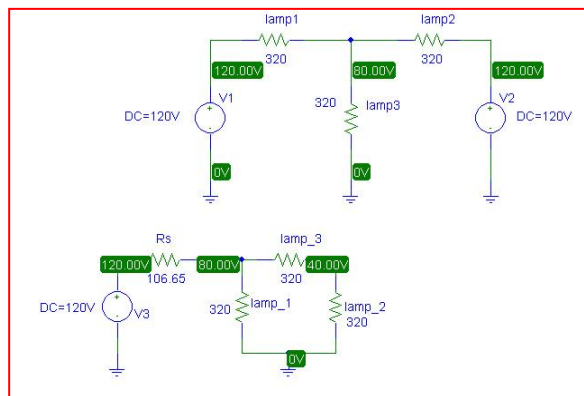 lamp1 lamp2
320 320
120.00V 80.00V 120.00V
V1 320 lamp3 V2
DC=120V DC=120V
0V 0V
Rs lamp_3
120.00V 80.00V 40.00V
106.65 320
DC=120V V3 320 lamp_1 lamp_2
320
0V